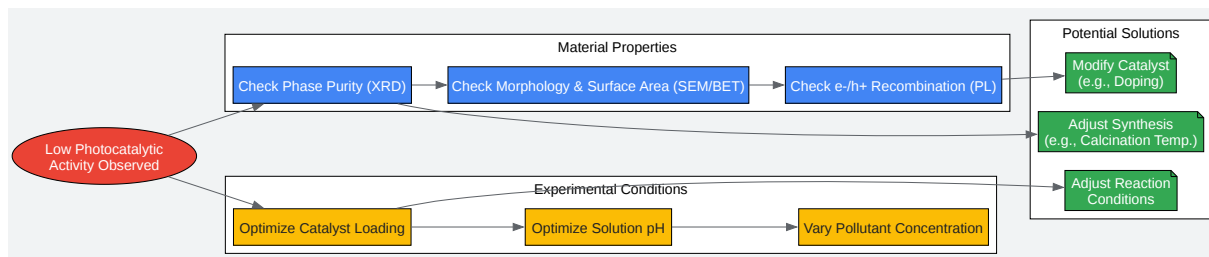 Material Properties
Potential Solutions
Check Phase Purity (XRD)
Check Morphology & Surface Area (SEM/BET)
Check e-/h+ Recombination (PL)
Modify Catalyst
(e.g., Doping)
Adjust Synthesis
(e.g., Calcination Temp.)
Low Photocatalytic
Activity Observed
Experimental Conditions
Adjust Reaction
Conditions
Optimize Catalyst Loading
Optimize Solution pH
Vary Pollutant Concentration